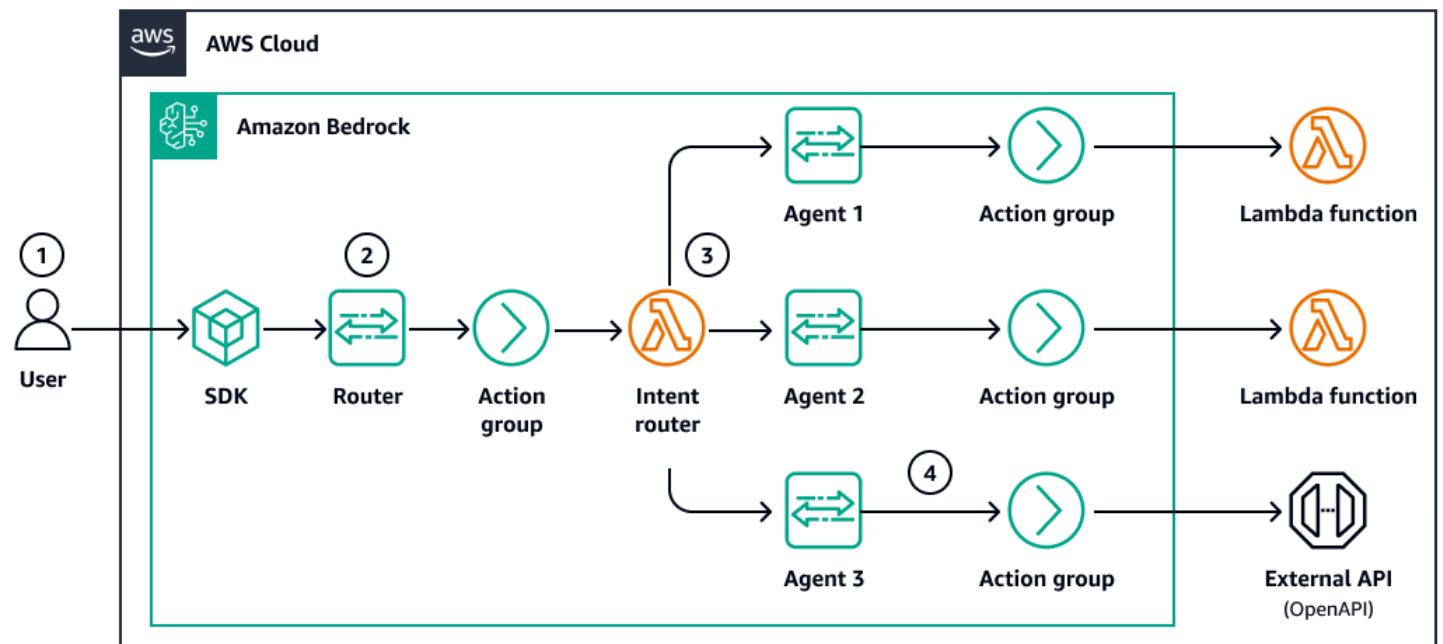 aws
AWS Cloud
Amazon Bedrock
1
User
SDK
2
Router
Action
group
3
Intent
router
Agent 1
Action group
Lambda function
Agent 2
Action group
Lambda function
4
Agent 3
Action group
External API
(OpenAPI)